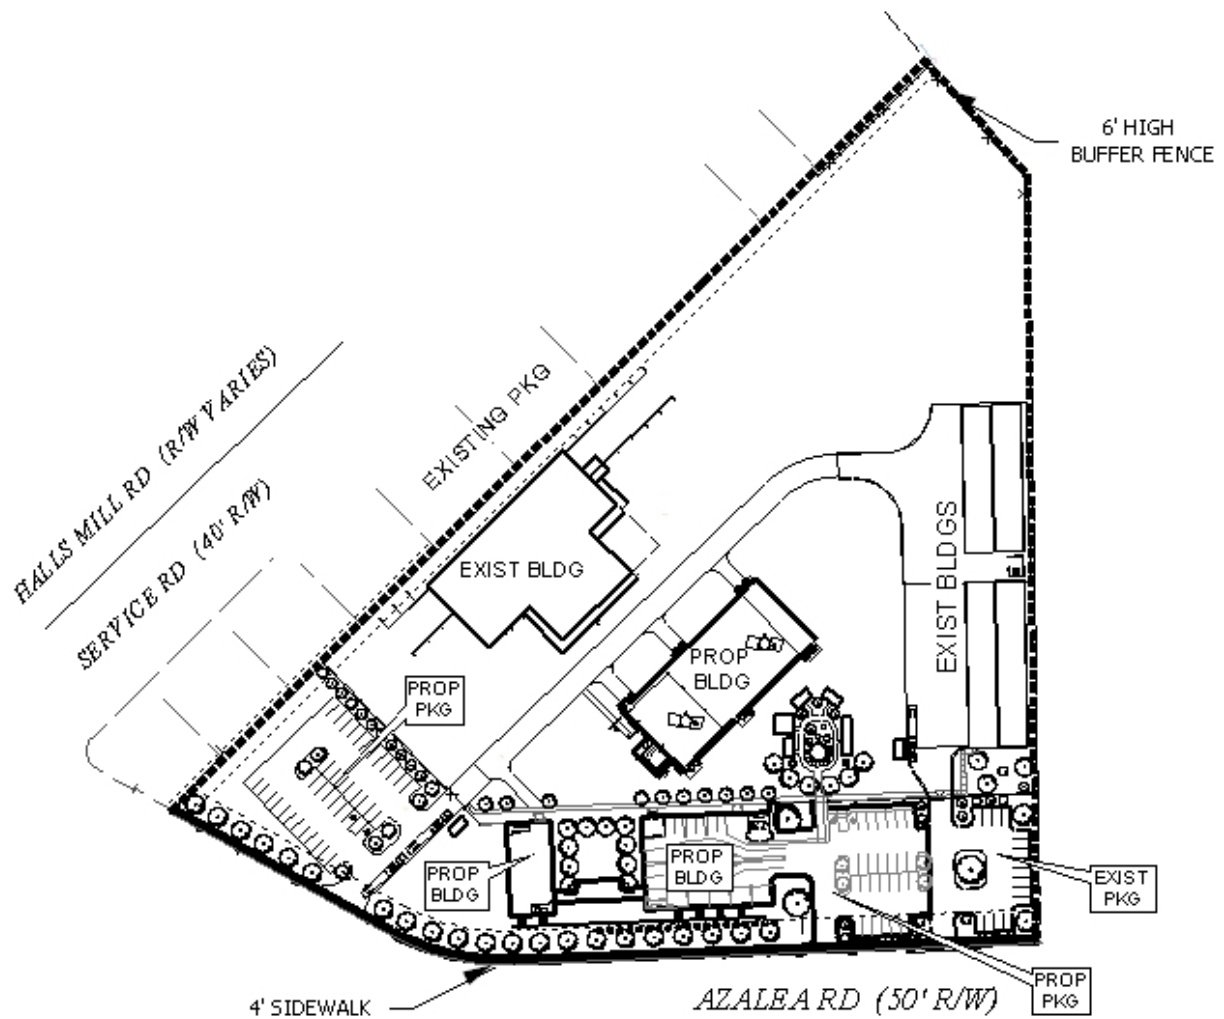 6' HIGH
BUFFER FENCE
HALLS MILL RD (R/W VARIES)
SERVICE RD (40' R/W)
EXISTING PKG
EXIST BLDG
EXIST BLDGS
PROP
BLDG
PROP
PKG
PROP
BLDG
PROP
BLDG
EXIST
PKG
PROP
PKG
4' SIDEWALK
AZALEA RD (50' R/W)